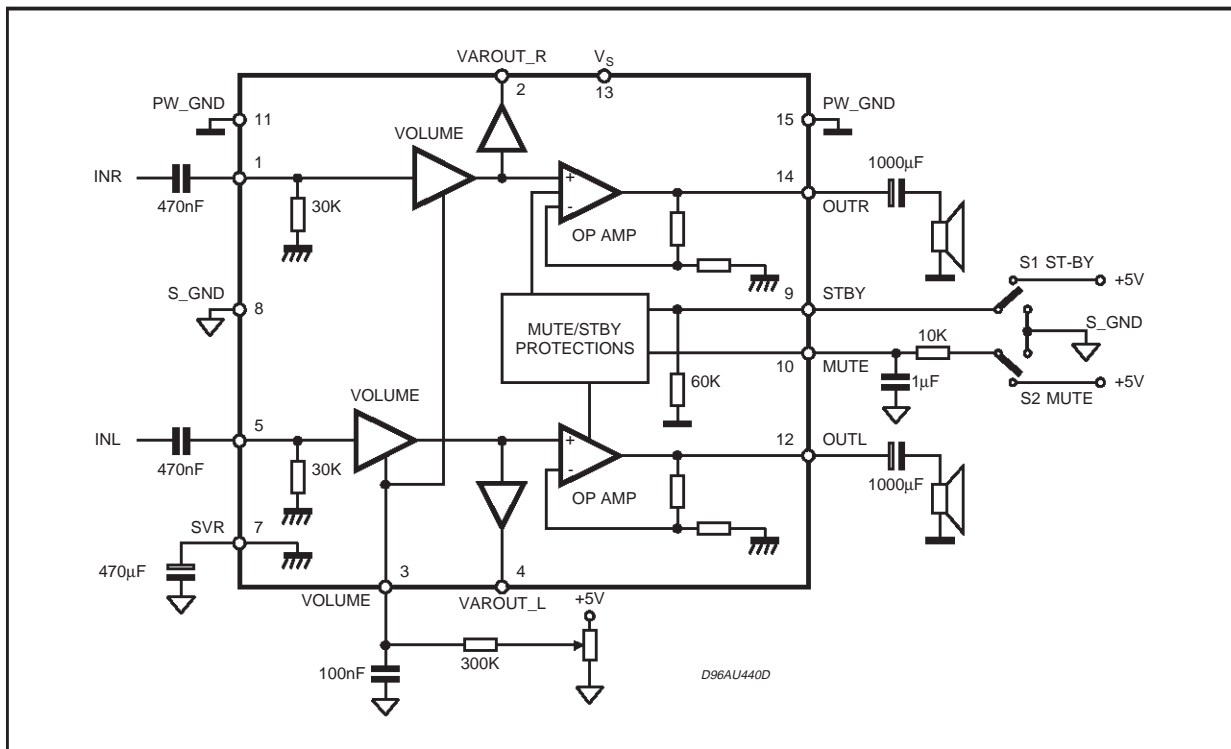 VAROUT_R
VS
2
13
PW_GND
11
VOLUME
15
PW_GND
INR
1
470nF
30K
+
-
OP AMP
14
1000µF
OUTR
S_GND
8
MUTE/STBY
PROTECTIONS
9
STBY
S1 ST-BY
+5V
S_GND
10K
10
MUTE
60K
1µF
S2 MUTE
+5V
VOLUME
INL
5
470nF
30K
+
-
OP AMP
12
OUTL
1000µF
SVR
7
470µF
3
4
VOLUME
VAROUT_L
+5V
100nF
300K
D96AU440D